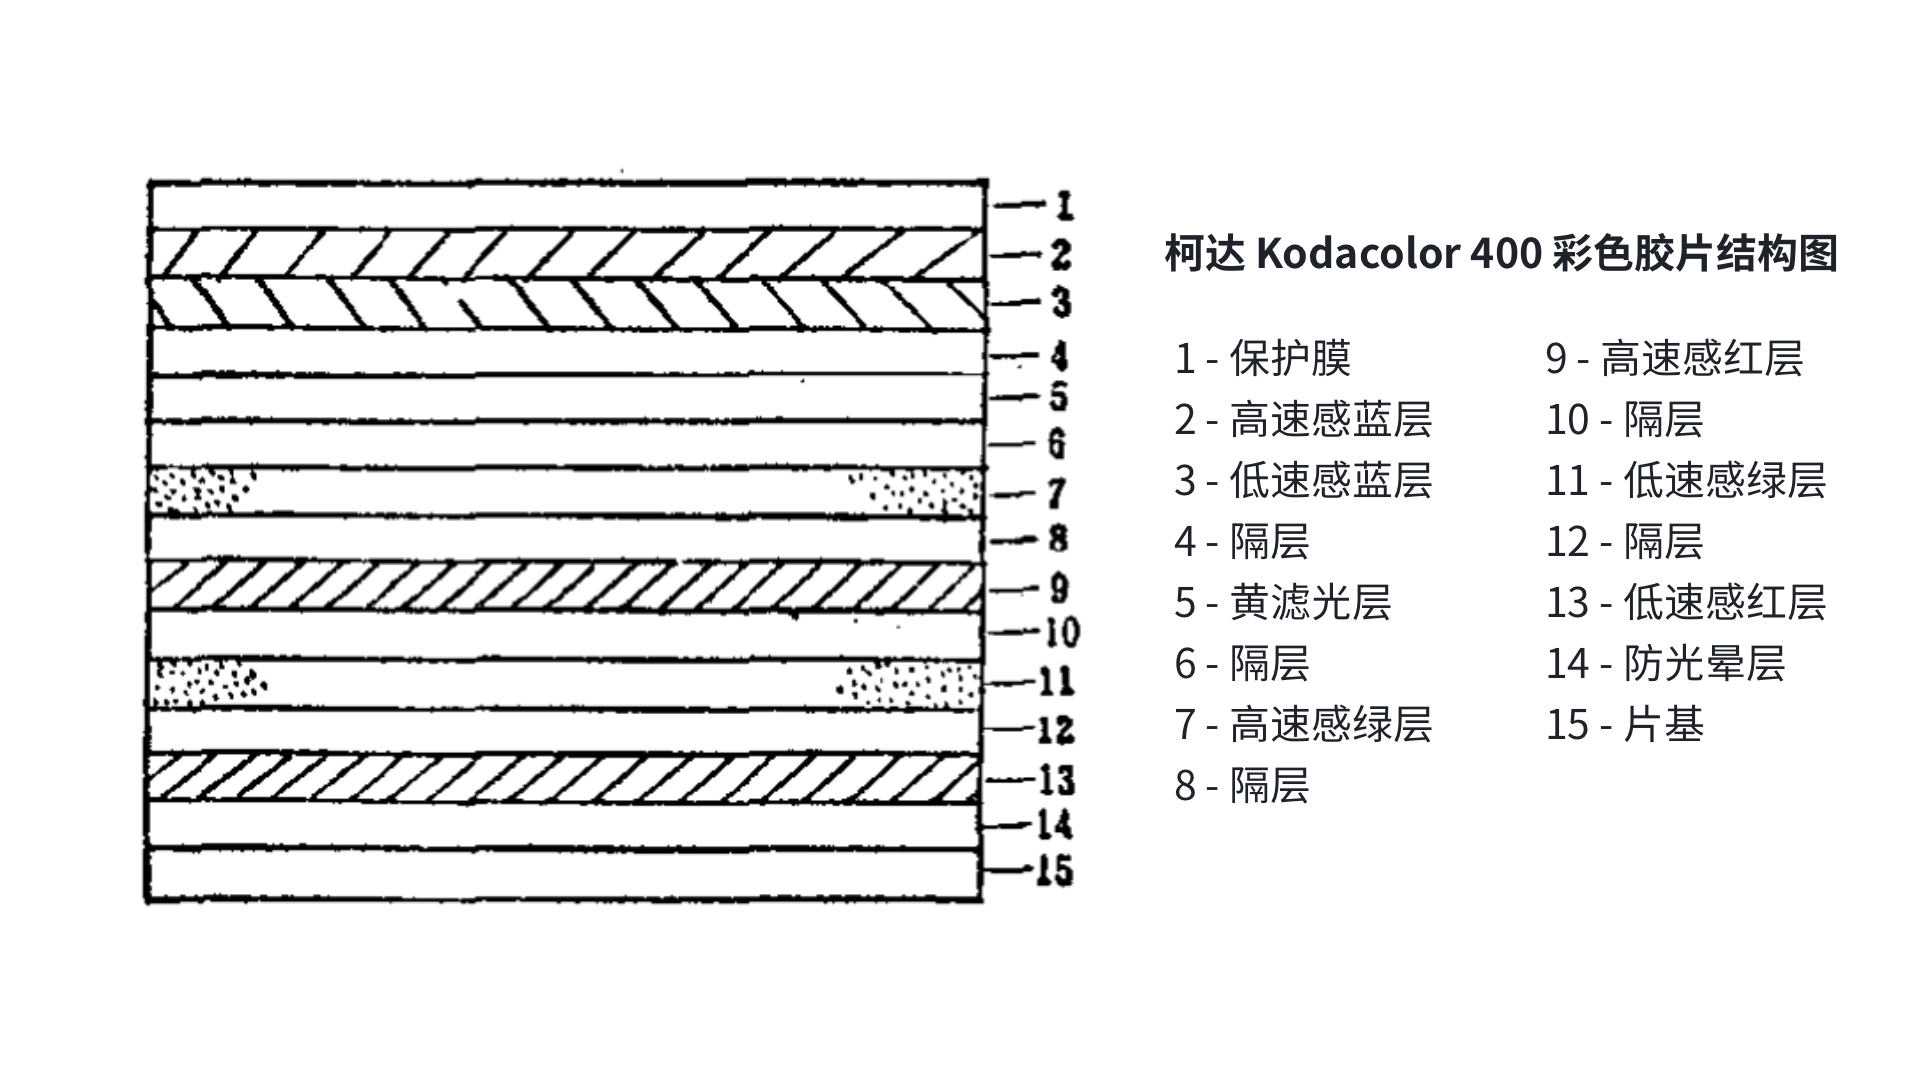 1
2
3
4
5
6
7
8
9
10
11
12
13
14
15
柯达 Kodacolor 400 彩色胶片结构图
1 - 保护膜
2 - 高速感蓝层
3 - 低速感蓝层
4 - 隔层
5 - 黄滤光层
6 - 隔层
7 - 高速感绿层
8 - 隔层
9 - 高速感红层
10 - 隔层
11 - 低速感绿层
12 - 隔层
13 - 低速感红层
14 - 防光晕层
15 - 片基